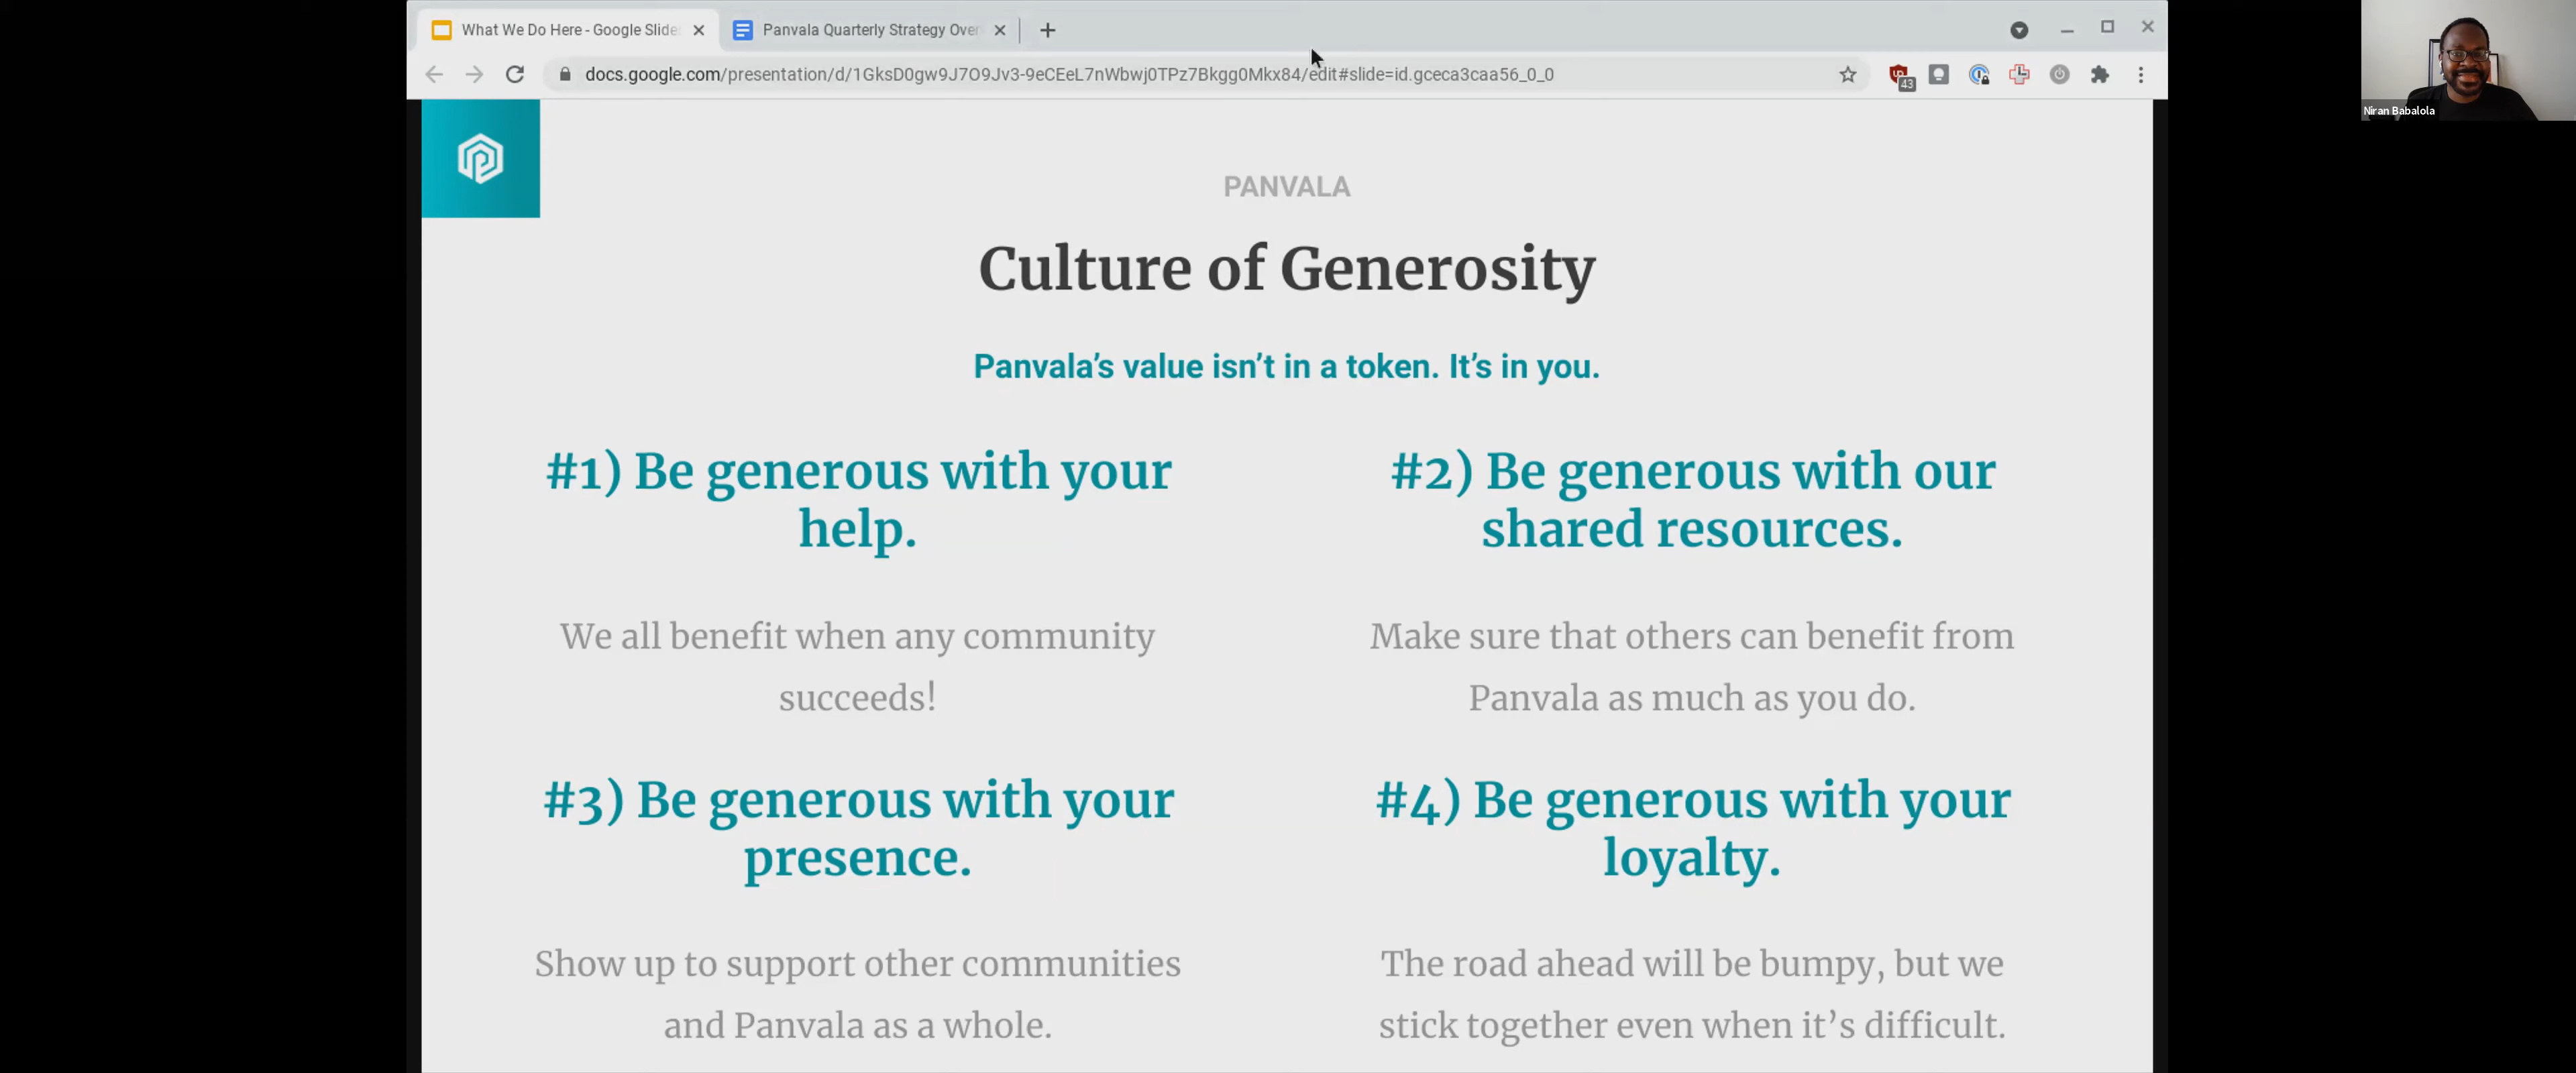 What We Do Here - Google Slide
Panvala Quarterly Strategy Over
docs.google.com/presentation/d/1GksD0gw9J7O9Jv3-9eCEeL7nWbwj0TPz7Bkgg0Mkx84/edit#slide=id.gceca3caa56_0_0
43
Niran Babalola
PANVALA
Culture of Generosity
Panvala’s value isn’t in a token. It’s in you.
#1) Be generous with your
help.
We all benefit when any community
succeeds!
#2) Be generous with our
shared resources.
Make sure that others can benefit from
Panvala as much as you do.
#3) Be generous with your
presence.
Show up to support other communities
and Panvala as a whole.
#4) Be generous with your
loyalty.
The road ahead will be bumpy, but we
stick together even when it’s difficult.